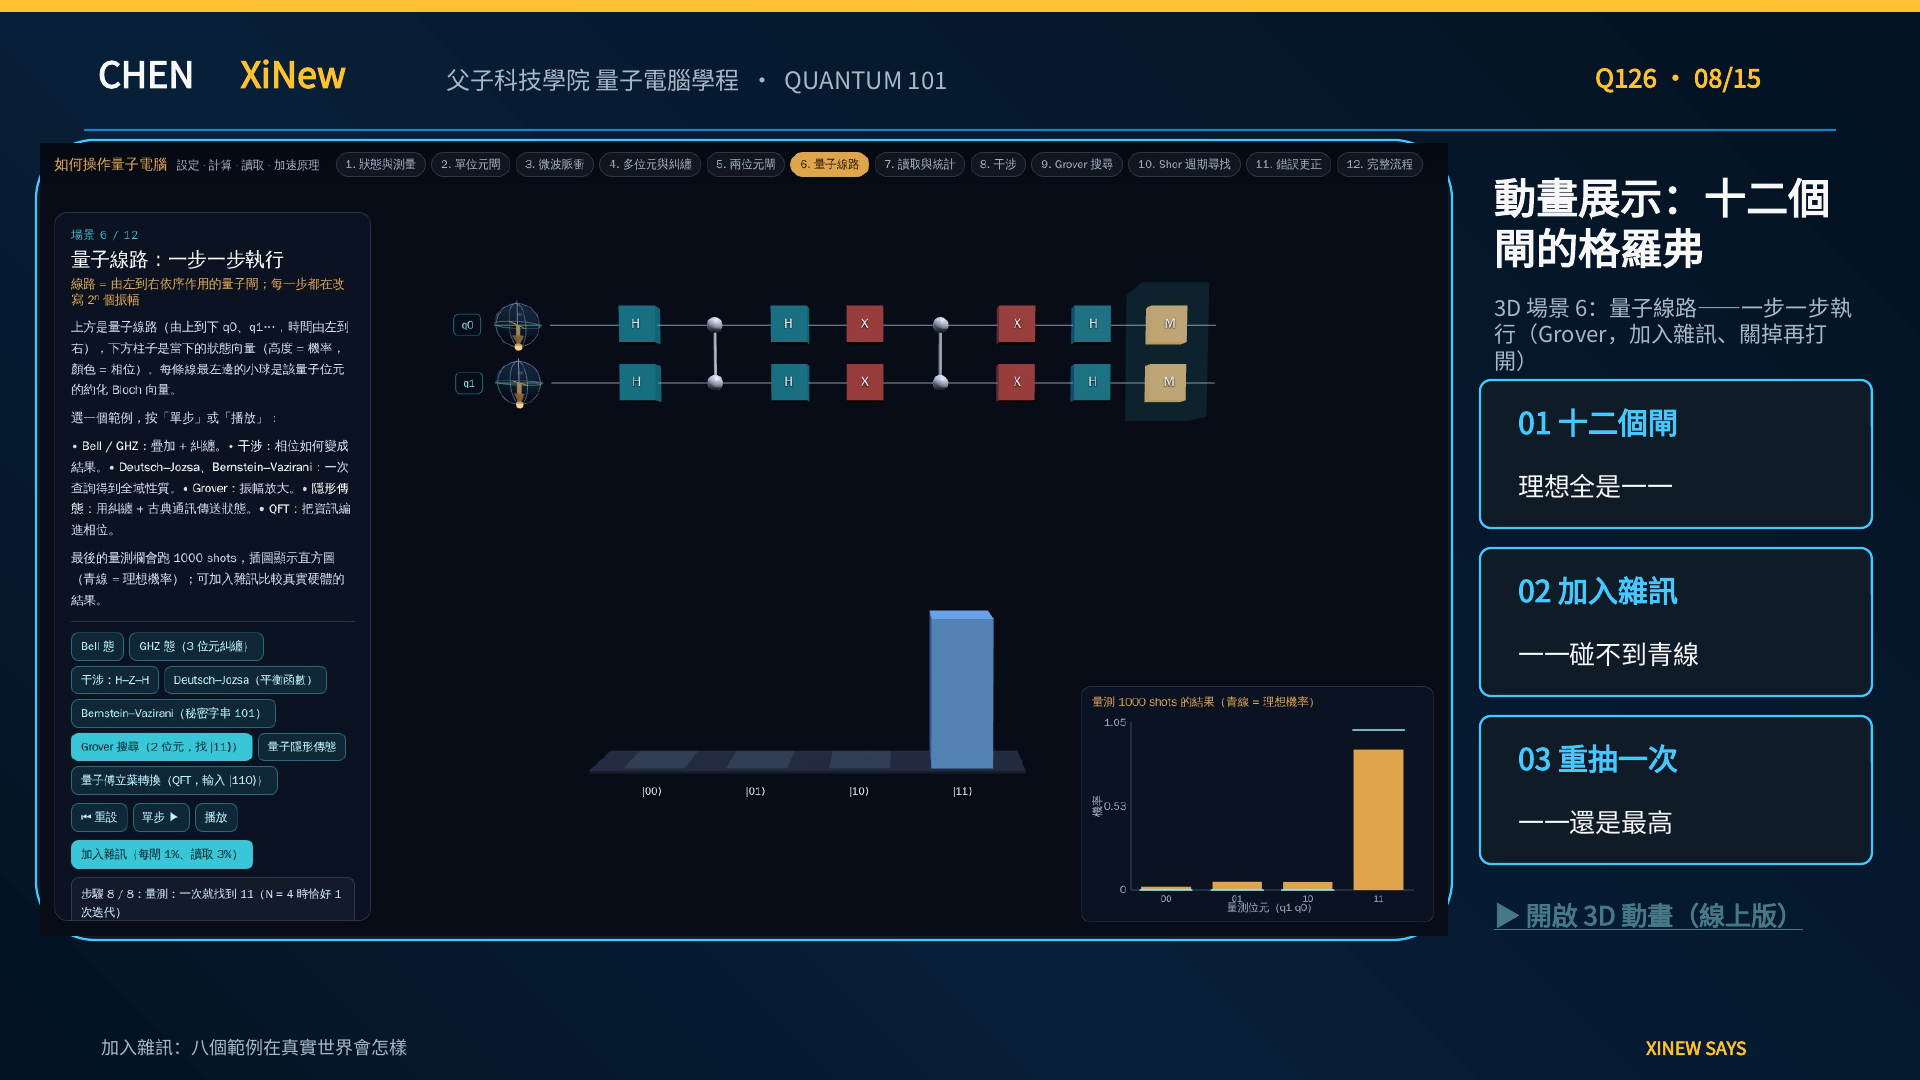 CHEN XiNew 父子科技學院 量子電腦學程 • QUANTUM 101 Q126 • 08/15
如何操作量子電腦 設定 · 計算 · 讀取 · 加速原理 1. 狀態與測量 2. 單位元閘 3. 微波脈衝 4. 多位元與糾纏 5. 兩位元閘 6. 量子線路 7. 讀取與統計 8. 干涉 9. Grover 搜尋 10. Shor 週期尋找 11. 錯誤更正 12. 完整流程
場景 6 / 12
量子線路：一步一步執行
線路 = 由左到右依序作用的量子閘；每一步都在改
寫 2ⁿ 個振幅
上方是量子線路（由上到下 q0、q1⋯，時間由左到
右），下方柱子是當下的狀態向量（高度 = 機率，
顏色 = 相位）。每條線最左邊的小球是該量子位元
的約化 Bloch 向量。
選一個範例，按「單步」或「播放」：
• Bell / GHZ：疊加 + 糾纏。• 干涉：相位如何變成
結果。• Deutsch–Jozsa、Bernstein–Vazirani：一次
查詢得到全域性質。• Grover：振幅放大。• 隱形傳
態：用糾纏 + 古典通訊傳送狀態。• QFT：把資訊編
進相位。
最後的量測欄會跑 1000 shots，插圖顯示直方圖
（青線 = 理想機率）；可加入雜訊比較真實硬體的
結果。
Bell 態 GHZ 態（3 位元糾纏）
干涉：H–Z–H Deutsch–Jozsa（平衡函數）
Bernstein–Vazirani（秘密字串 101）
Grover 搜尋（2 位元，找 |11⟩） 量子隱形傳態
量子傅立葉轉換（QFT，輸入 |110⟩）
⏮ 重設 單步 ▶ 播放
加入雜訊（每閘 1%、讀取 3%）
步驟 8 / 8：量測：一次就找到 11（N = 4 時恰好 1
次迭代）
q0 H H X X H M
q1 H H X X H M
|00⟩ |01⟩ |10⟩ |11⟩
量測 1000 shots 的結果（青線 = 理想機率）
1.05
0.53
0
機率
00 01 10 11
量測位元（q1 q0）
動畫展示：十二個
閘的格羅弗
3D 場景 6：量子線路——一步一步執
行（Grover，加入雜訊、關掉再打
開）
01 十二個閘
理想全是一一
02 加入雜訊
一一碰不到青線
03 重抽一次
一一還是最高
▶ 開啟 3D 動畫（線上版）
加入雜訊：八個範例在真實世界會怎樣
XINEW SAYS